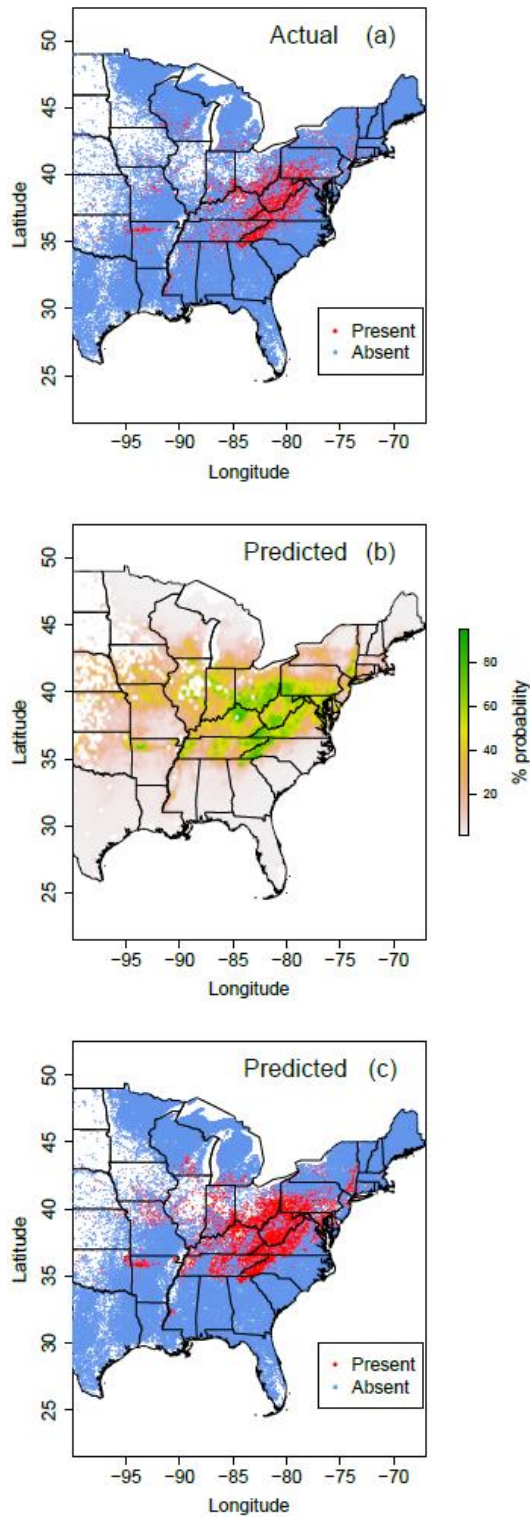 Actual (a)
50
45
40
35
30
25
Latitude
Present
Absent
−95 −90 −85 −80 −75 −70
Longitude
Predicted (b)
50
45
40
35
30
25
Latitude
80
60
40
20
% probability
−95 −90 −85 −80 −75 −70
Longitude
Predicted (c)
50
45
40
35
30
25
Latitude
Present
Absent
−95 −90 −85 −80 −75 −70
Longitude